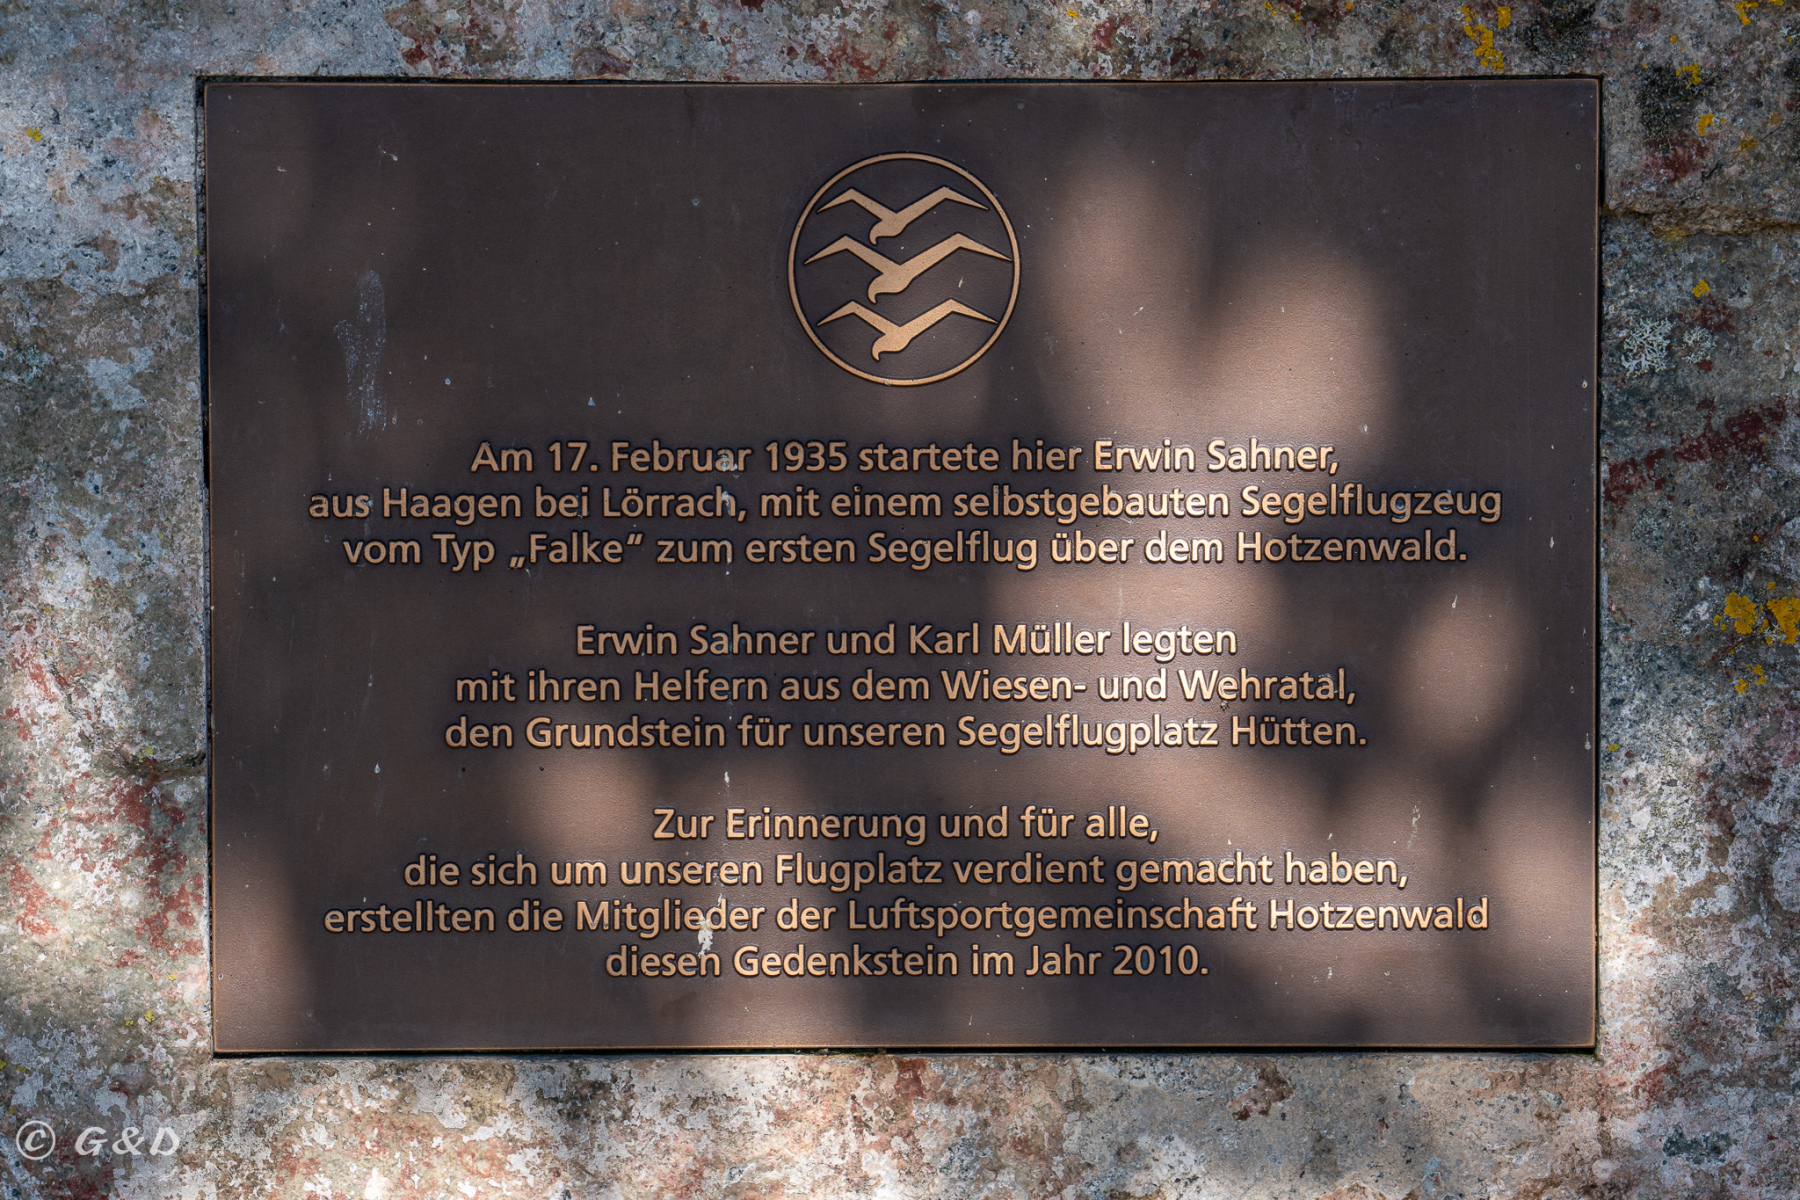 Am 17. Februar 1935 startete hier Erwin Sahner,
aus Haagen bei Lörrach, mit einem selbstgebauten Segelflugzeug
vom Typ „Falke“ zum ersten Segelflug über dem Hotzenwald.
Erwin Sahner und Karl Müller legten
mit ihren Helfern aus dem Wiesen- und Wehratal,
den Grundstein für unseren Segelflugplatz Hütten.
Zur Erinnerung und für alle,
die sich um unseren Flugplatz verdient gemacht haben,
erstellten die Mitglieder der Luftsportgemeinschaft Hotzenwald
diesen Gedenkstein im Jahr 2010.
© G&D